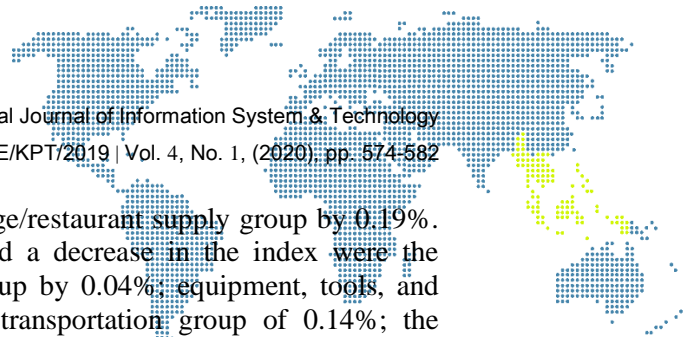 al Journal of Information System & Technology
E/KPT/2019 | Vol. 4, No. 1, (2020), pp. 574-582
ge/restaurant supply group by 0.19%.
d a decrease in the index were the
up by 0.04%; equipment, tools, and
transportation group of 0.14%; the